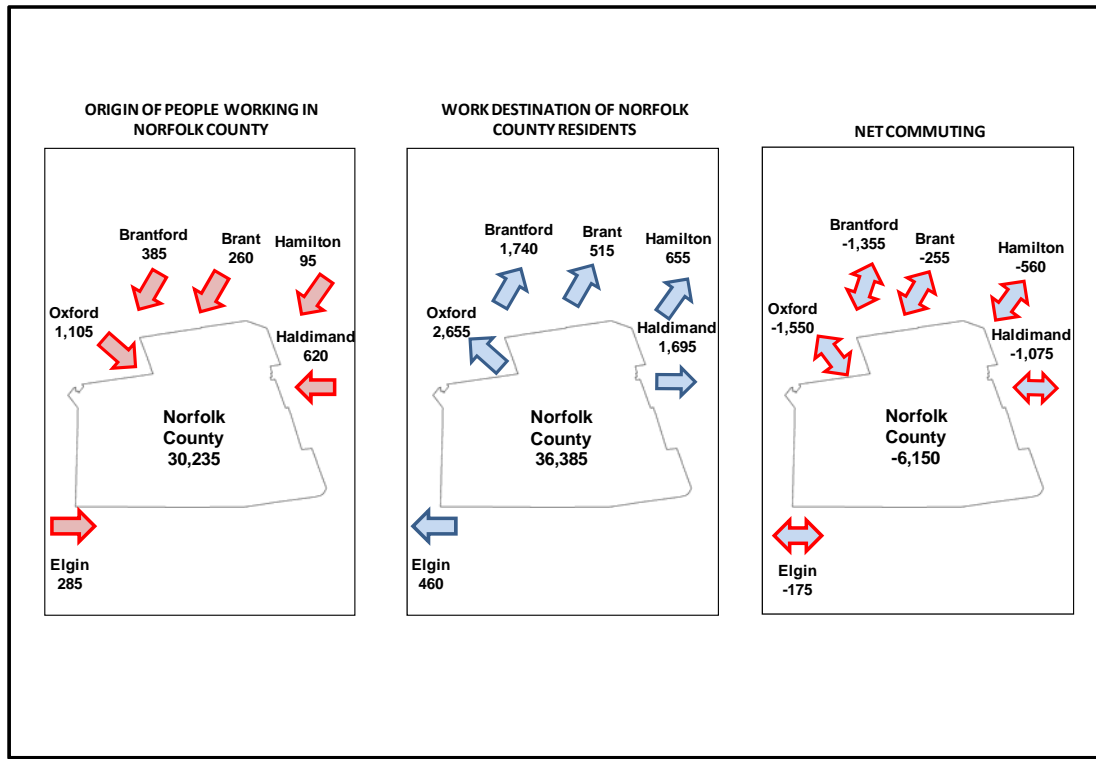 ORIGIN OF PEOPLE WORKING IN
NORFOLK COUNTY
Brantford
385
Brant
260
Hamilton
95
Oxford
1,105
Haldimand
620
Norfolk
County
30,235
Elgin
285
WORK DESTINATION OF NORFOLK
COUNTY RESIDENTS
Brantford
1,740
Brant
515
Hamilton
655
Oxford
2,655
Haldimand
1,695
Norfolk
County
36,385
Elgin
460
NET COMMUTING
Brantford
-1,355
Brant
-255
Hamilton
-560
Oxford
-1,550
Haldimand
-1,075
Norfolk
County
-6,150
Elgin
-175